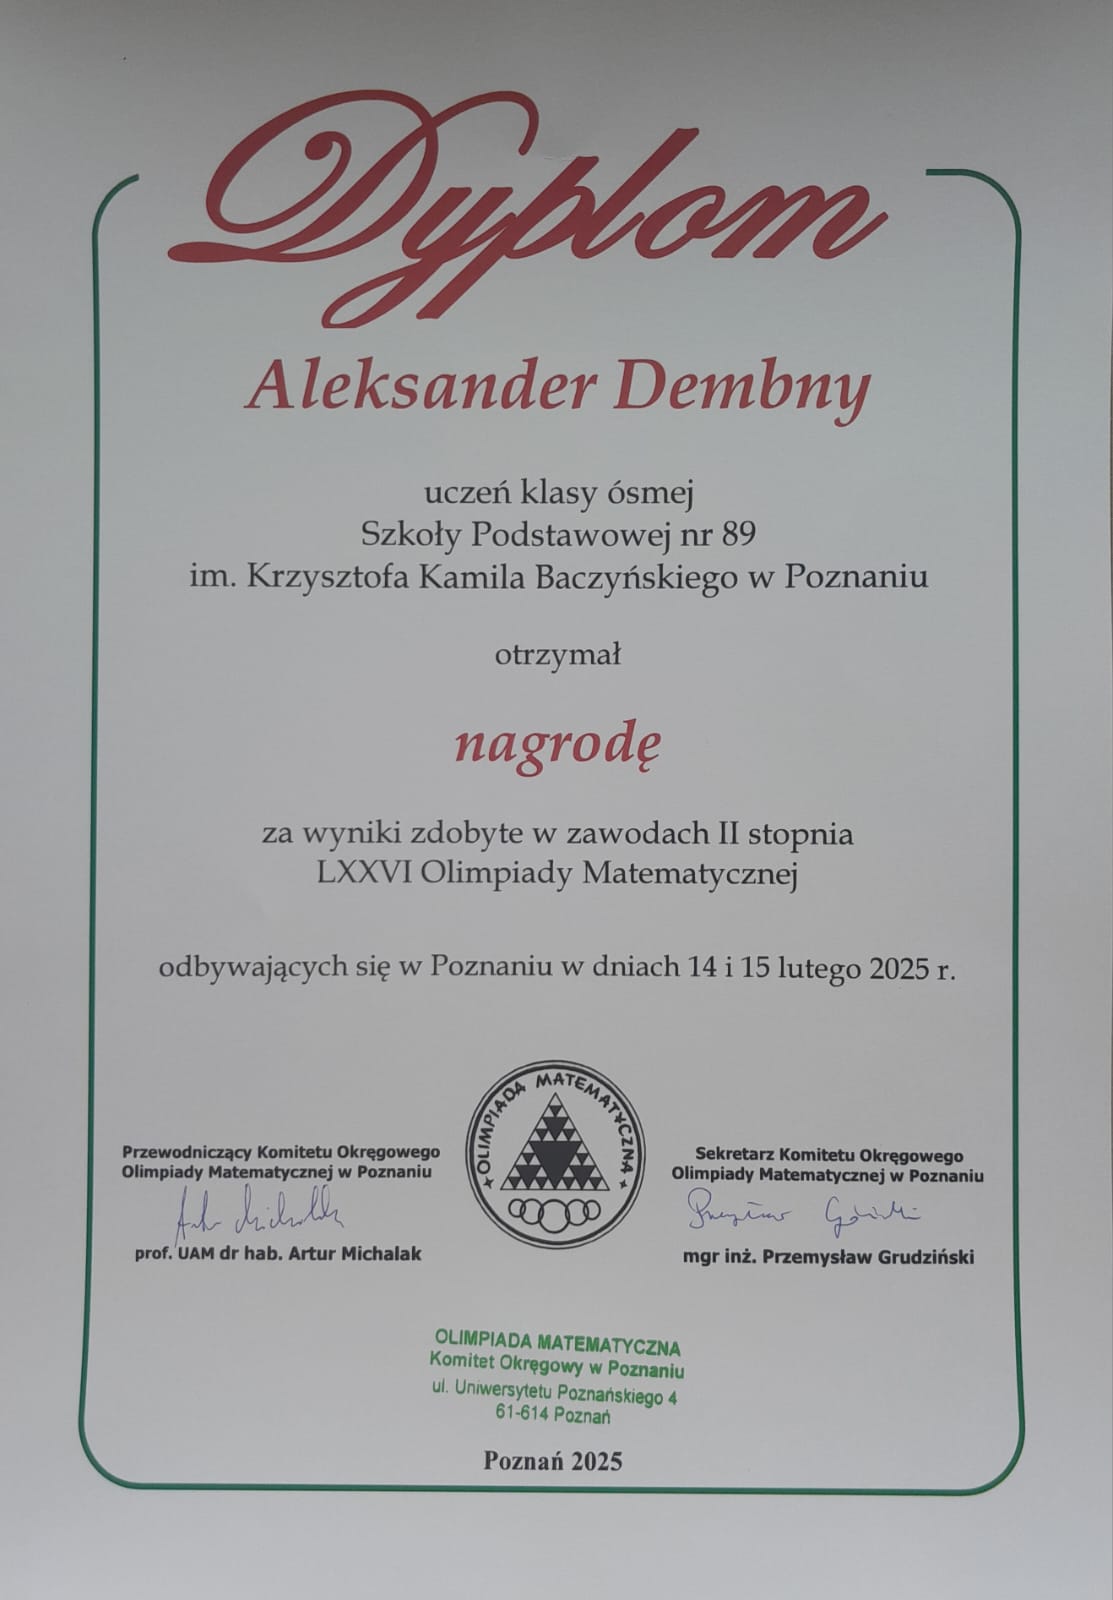 Dyplom
Aleksander Dembny
uczeń klasy ósmej
Szkoły Podstawowej nr 89
im. Krzysztofa Kamila Baczyńskiego w Poznaniu
otrzymał
nagrodę
za wyniki zdobyte w zawodach II stopnia
LXXVI Olimpiady Matematycznej
odbywających się w Poznaniu w dniach 14 i 15 lutego 2025 r.
OLIMPIADA MATEMATYCZNA
Przewodniczący Komitetu Okręgowego
Olimpiady Matematycznej w Poznaniu
prof. UAM dr hab. Artur Michalak
Sekretarz Komitetu Okręgowego
Olimpiady Matematycznej w Poznaniu
mgr inż. Przemysław Grudziński
OLIMPIADA MATEMATYCZNA
Komitet Okręgowy w Poznaniu
ul. Uniwersytetu Poznańskiego 4
61-614 Poznań
Poznań 2025